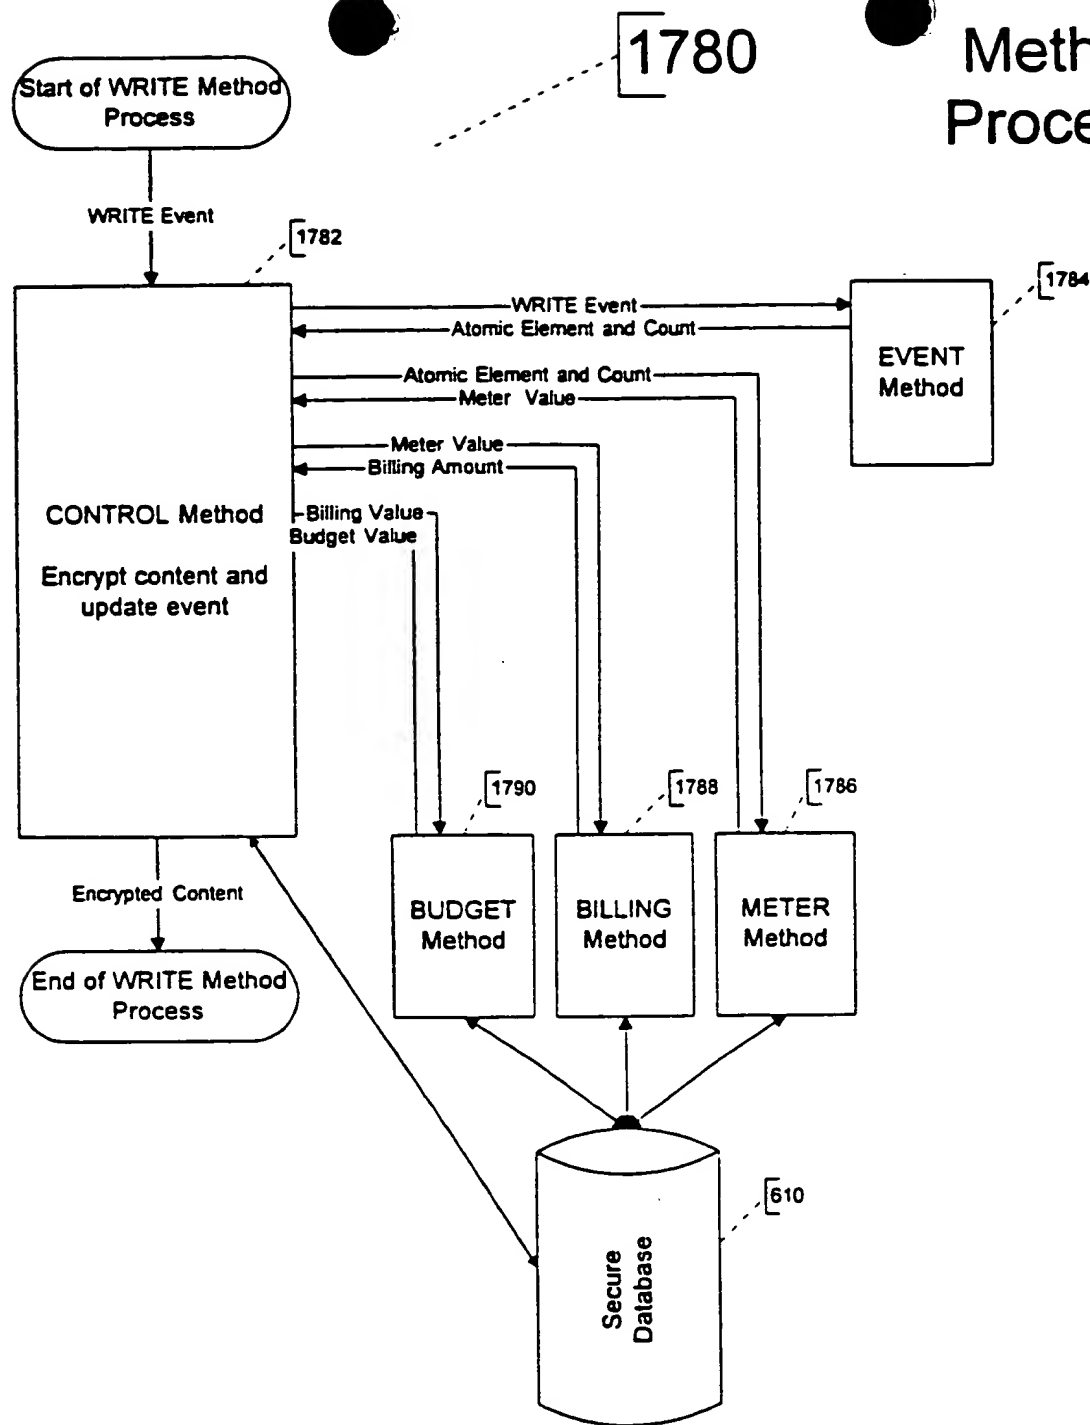 1780
Meth
Proce
Start of WRITE Method
Process
WRITE Event
1782
1784
WRITE Event
Atomic Element and Count
EVENT
Method
Atomic Element and Count
Meter Value
Meter Value
Billing Amount
CONTROL Method
Encrypt content and
update event
Billing Value
Budget Value
1790
1788
1786
Encrypted Content
BUDGET
Method
BILLING
Method
METER
Method
End of WRITE Method
Process
610
Secure
Database